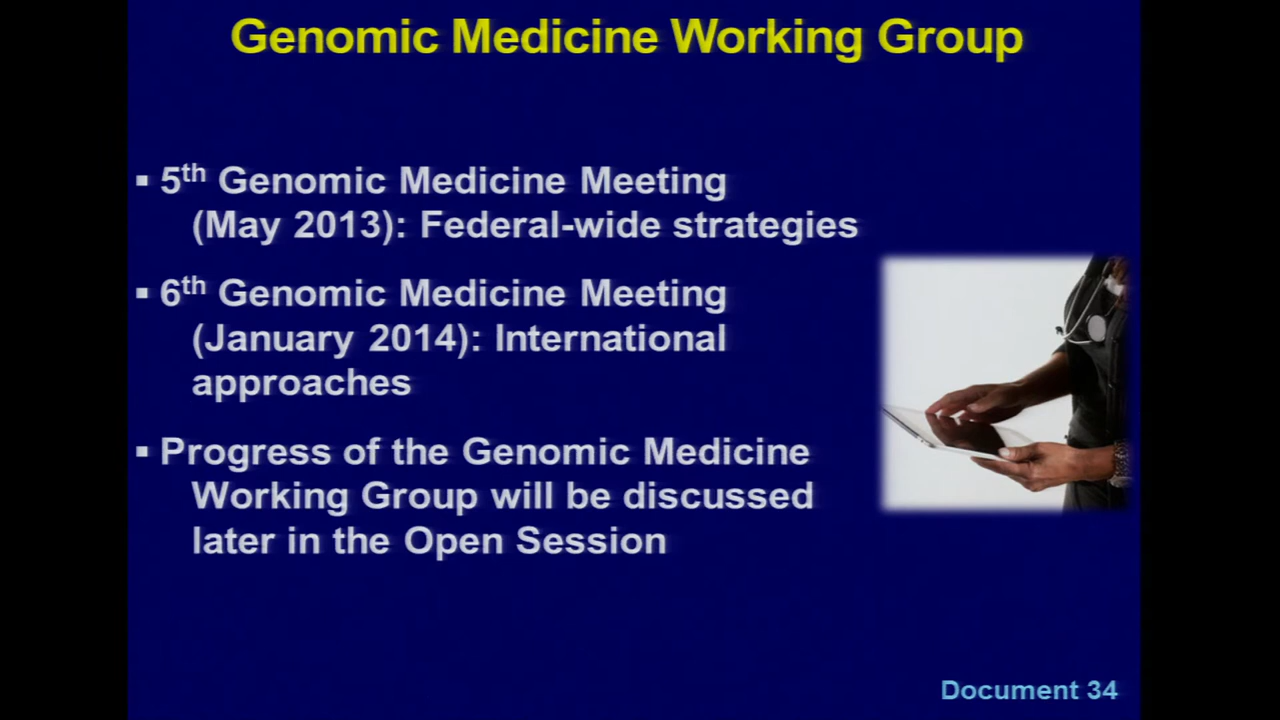 Genomic Medicine Working Group
▪ 5th Genomic Medicine Meeting
(May 2013): Federal-wide strategies
▪ 6th Genomic Medicine Meeting
(January 2014): International
approaches
▪ Progress of the Genomic Medicine
Working Group will be discussed
later in the Open Session
Document 34